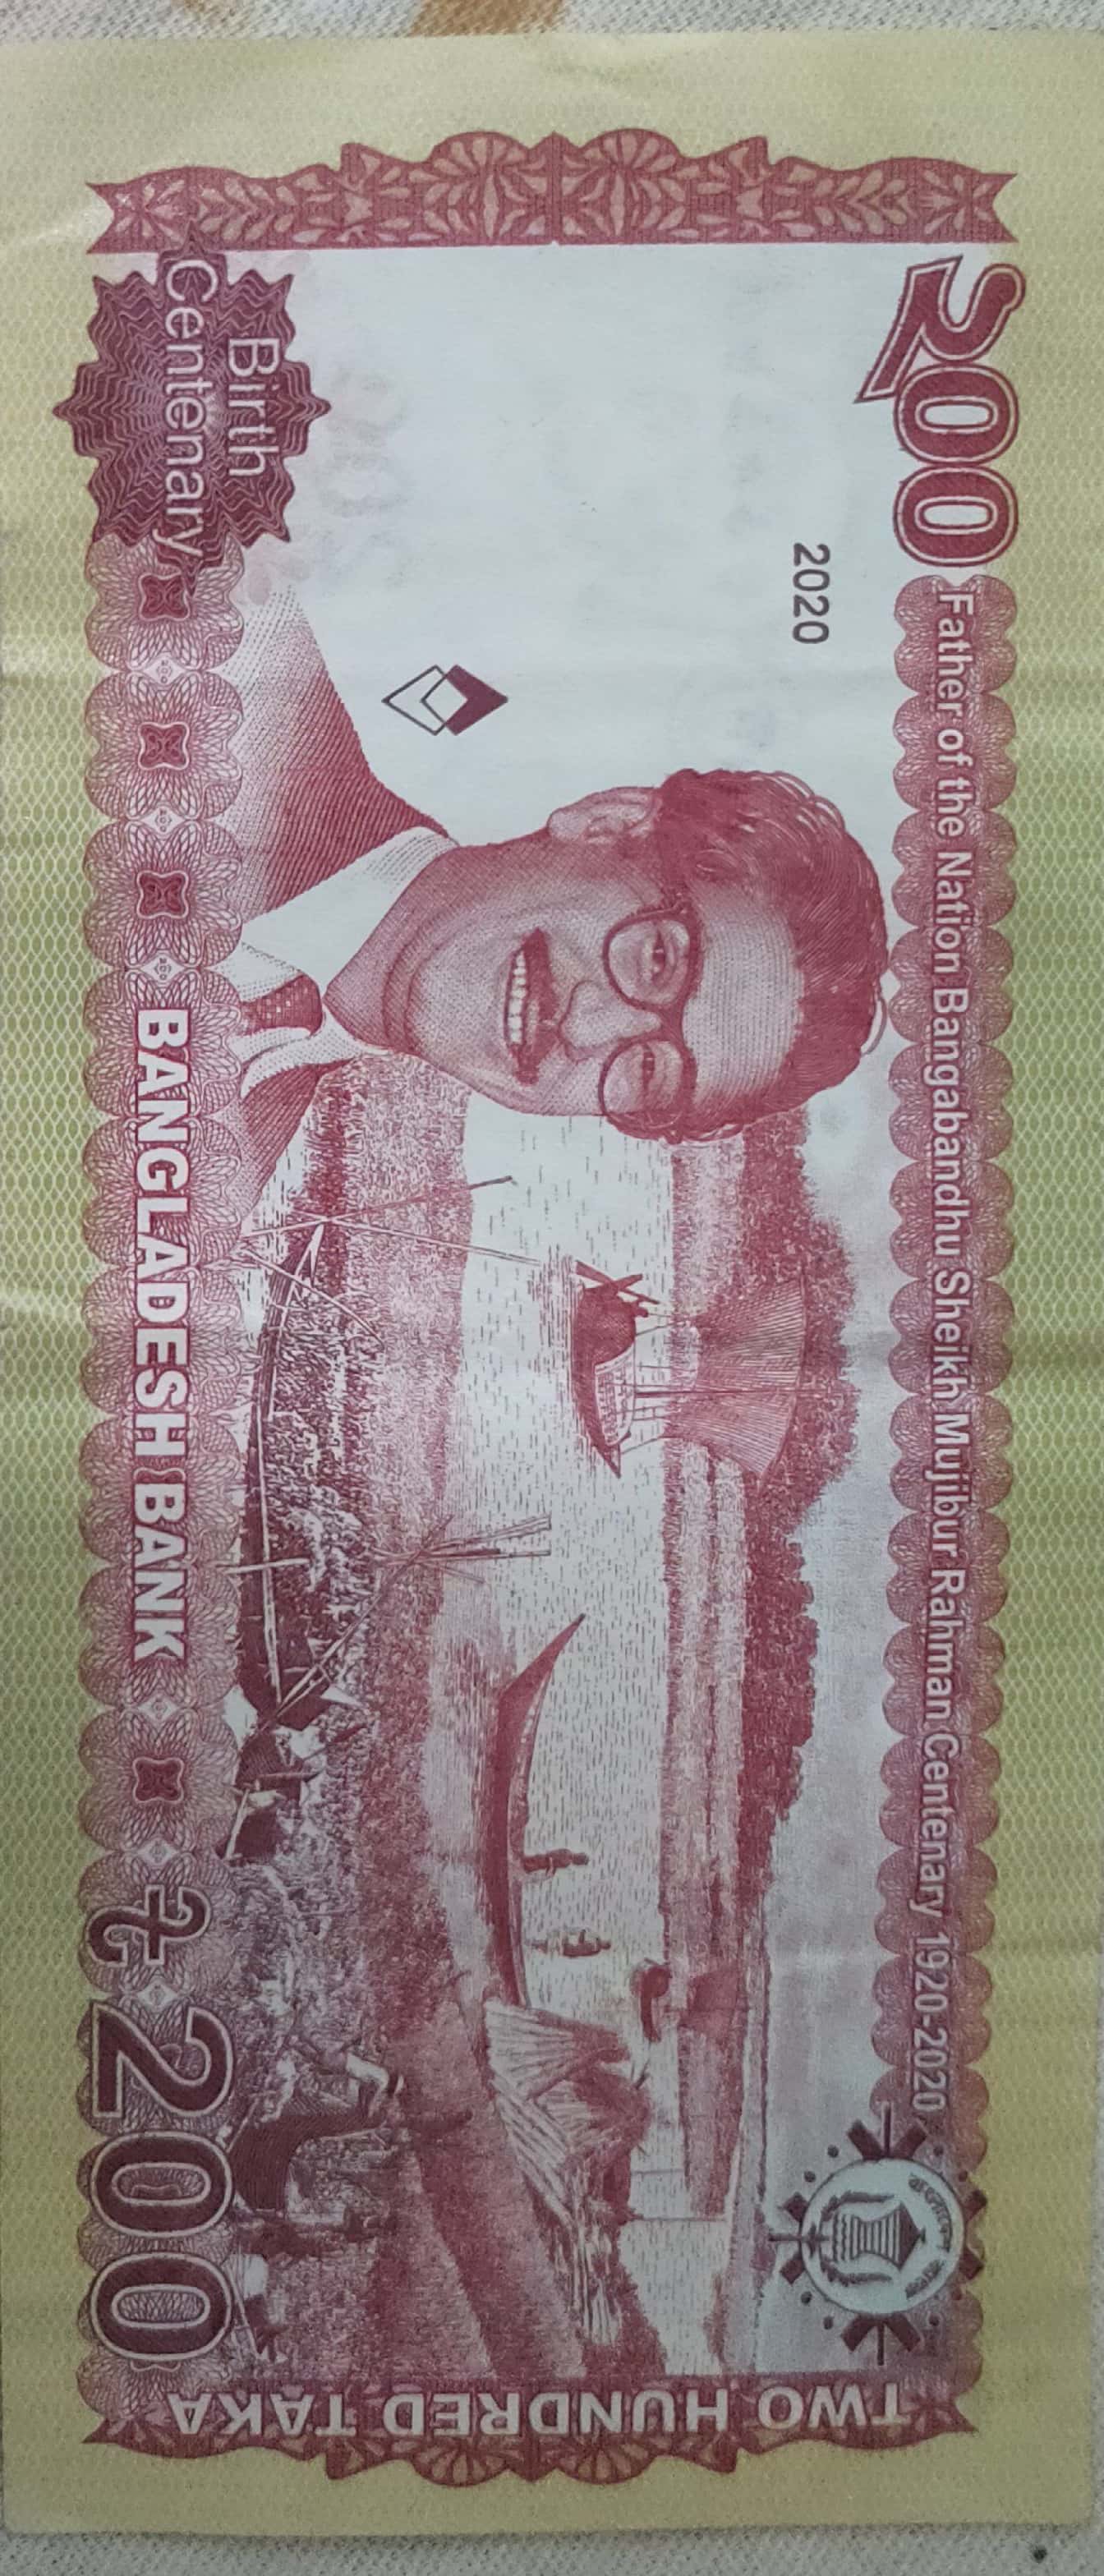 ২00
Father of the Nation Bangabandhu Sheikh Mujibur Rahman Centenary 1920-2020
2020
TWO HUNDRED TAKA
Birth
Centenary
BANGLADESH BANK
৳ 200